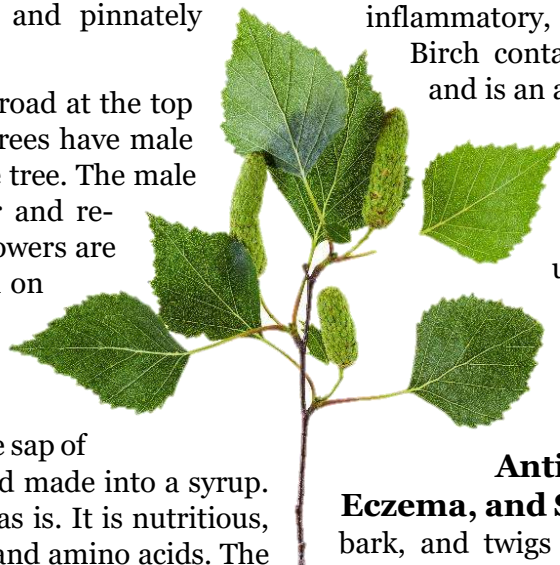 and pinnately
road at the top
rees have male
tree. The male
and re-
owers are
on
sap of
d made into a syrup.
as is. It is nutritious,
and amino acids. The
inflammatory,
Birch conta
and is an a
u
Anti
Eczema, and S
bark, and twigs